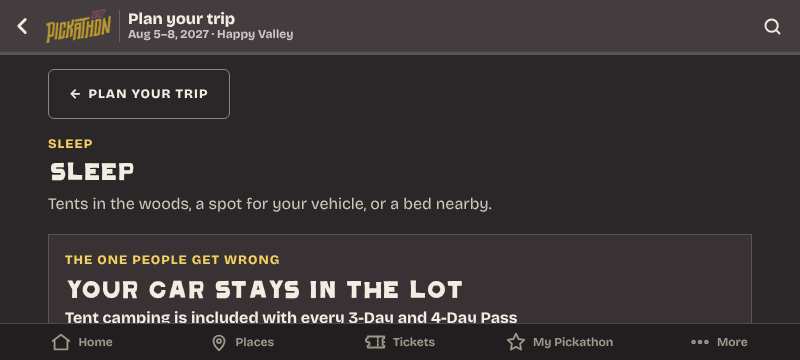 PICKATHON
Plan your trip
Aug 5–8, 2027 · Happy Valley
← PLAN YOUR TRIP
SLEEP
SLEEP
Tents in the woods, a spot for your vehicle, or a bed nearby.
THE ONE PEOPLE GET WRONG
YOUR CAR STAYS IN THE LOT
Tent camping is included with every 3-Day and 4-Day Pass
Home
Places
Tickets
My Pickathon
More